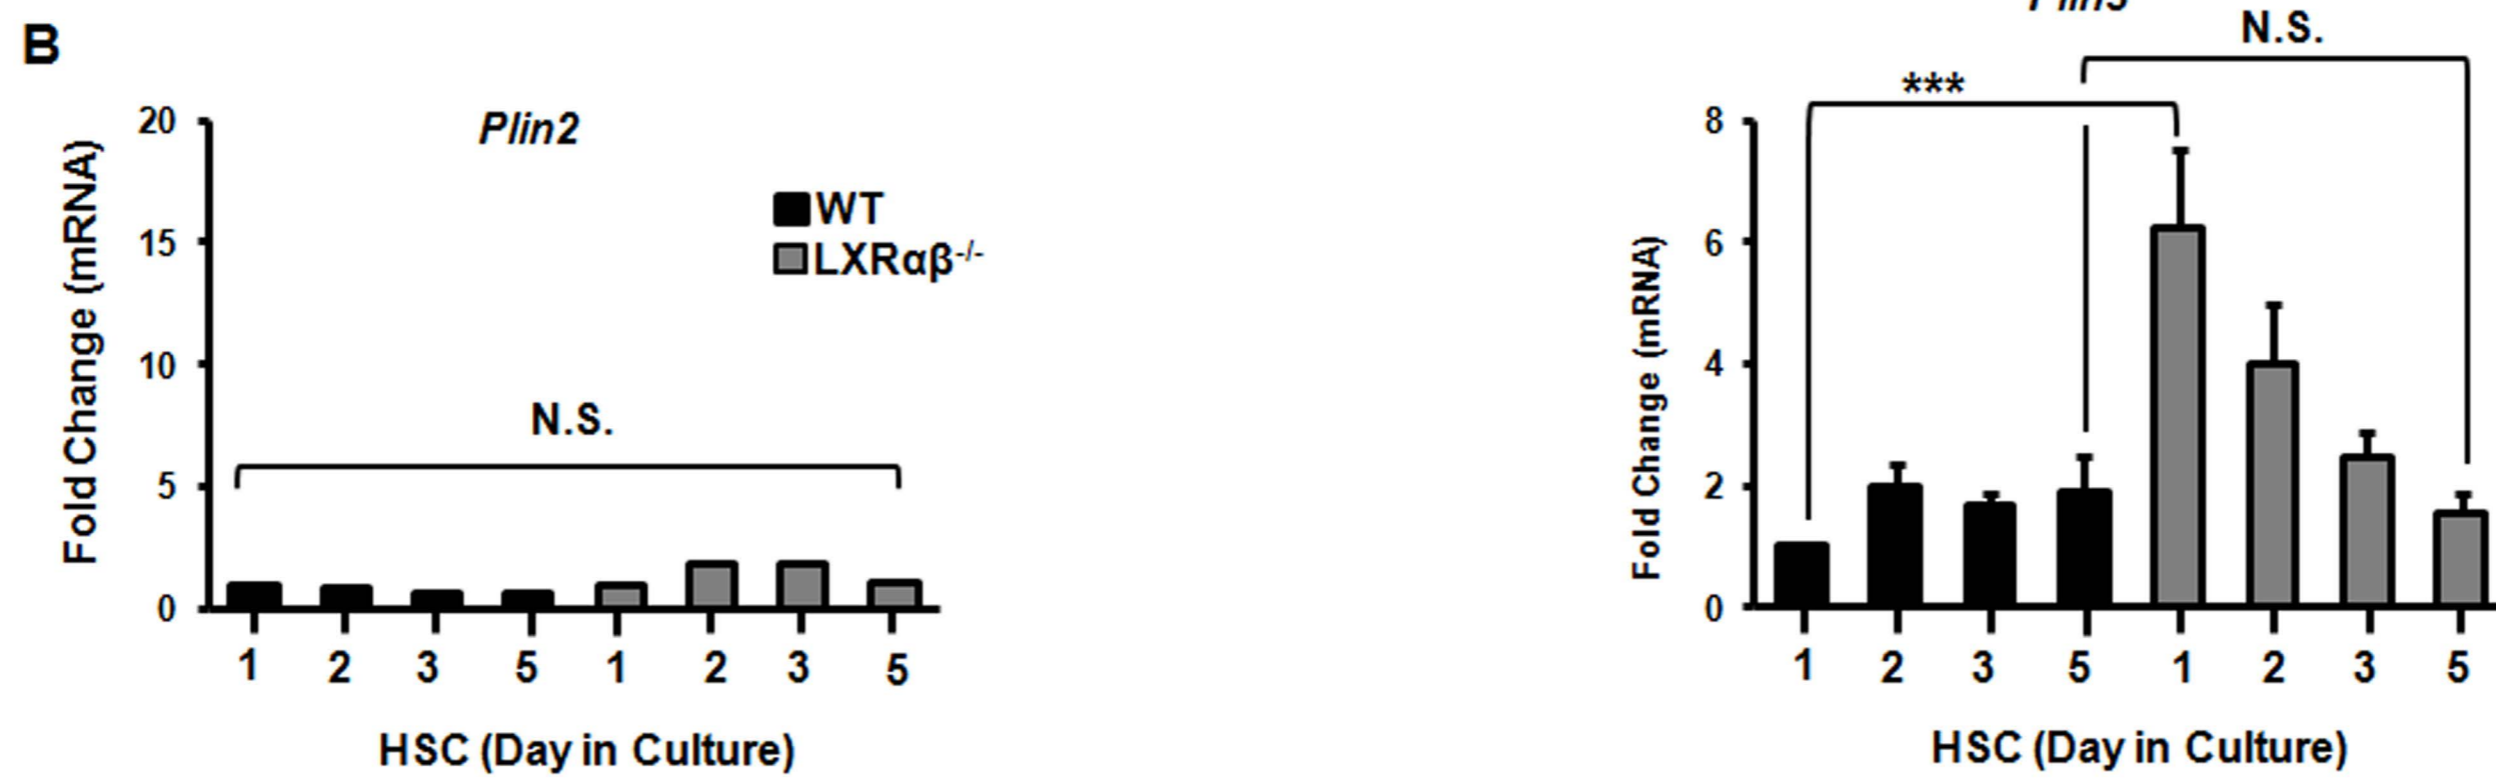 B
Plin2
20
15
10
5
0
Fold Change (mRNA)
WT
LXRαβ-/-
N.S.
1 2 3 5 1 2 3 5
HSC (Day in Culture)
N.S.
***
8
6
4
2
0
Fold Change (mRNA)
1 2 3 5 1 2 3 5
HSC (Day in Culture)